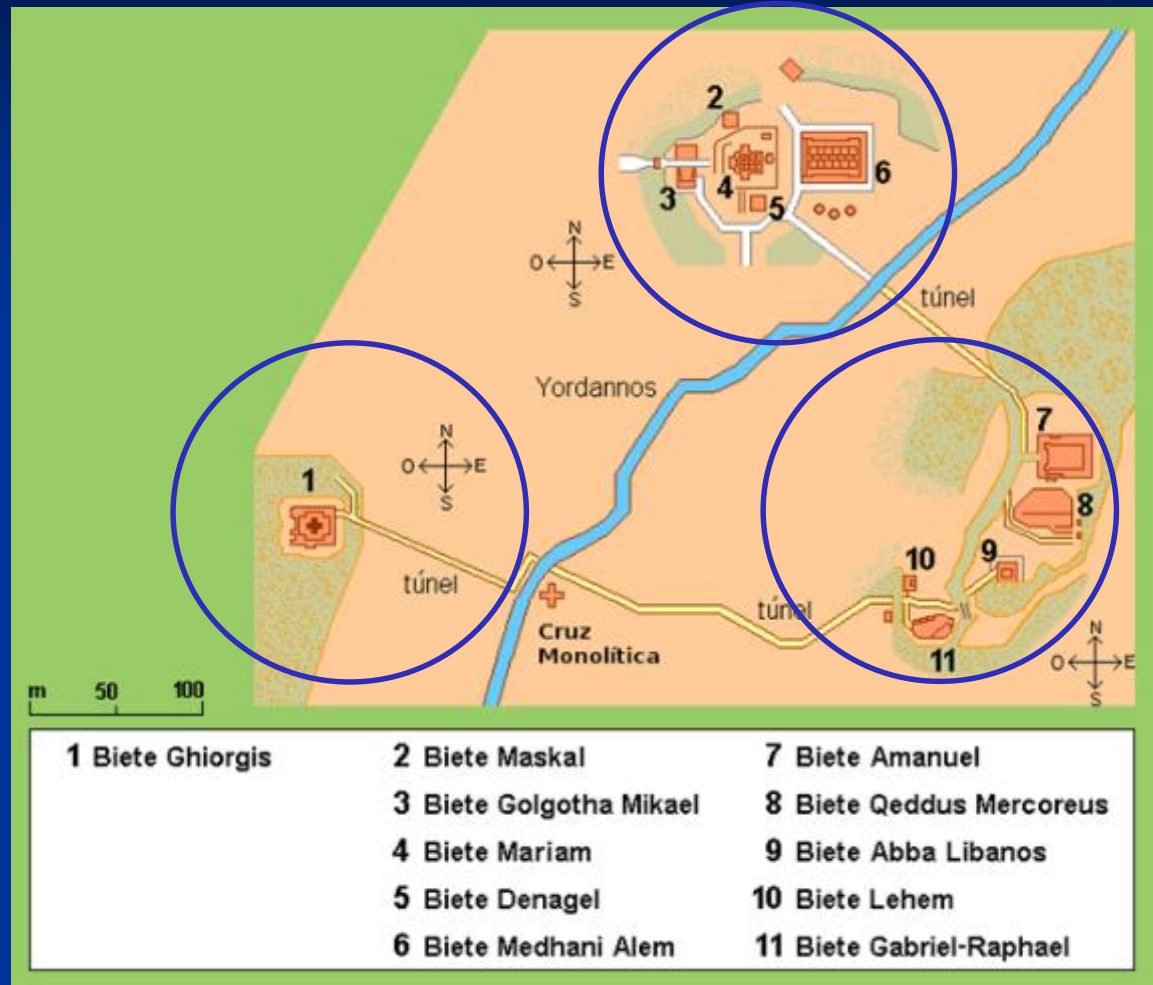 2
6
4
3
5
N
O E
S
túnel
Yordannos
7
N
O E
S
1
8
10
9
túnel
túnel
Cruz
Monolítica
N
O E
S
11
m 50 100
1 Biete Ghiorgis
2 Biete Maskal
3 Biete Golgotha Mikael
4 Biete Mariam
5 Biete Denagel
6 Biete Medhani Alem
7 Biete Amanuel
8 Biete Qeddus Mercoreus
9 Biete Abba Libanos
10 Biete Lehem
11 Biete Gabriel-Raphael